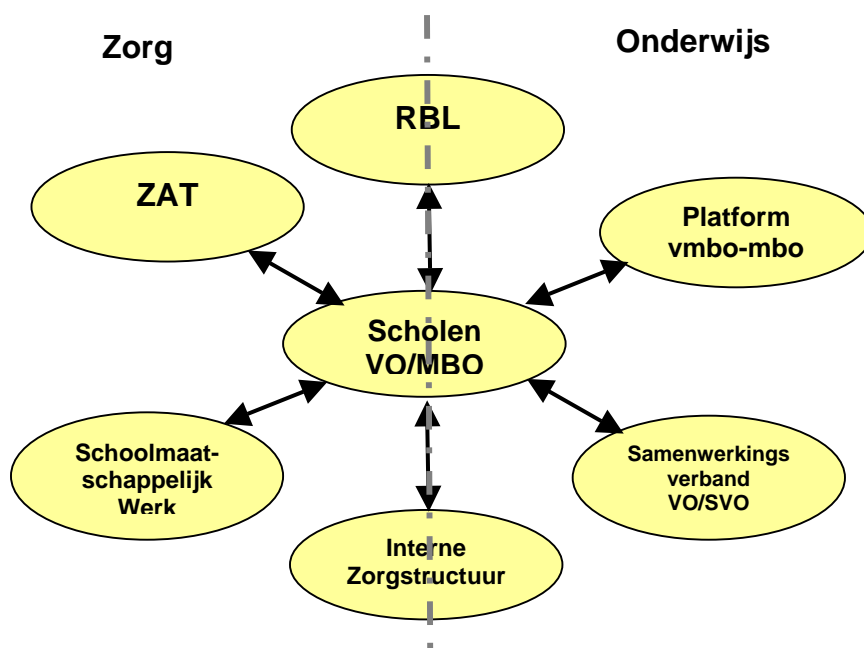 Zorg
Onderwijs
RBL
ZAT
Platform
vmbo-mbo
Scholen
VO/MBO
Schoolmaat-
schappelijk
Werk
Samenwerkings
verband
VO/SVO
Interne
Zorgstructuur